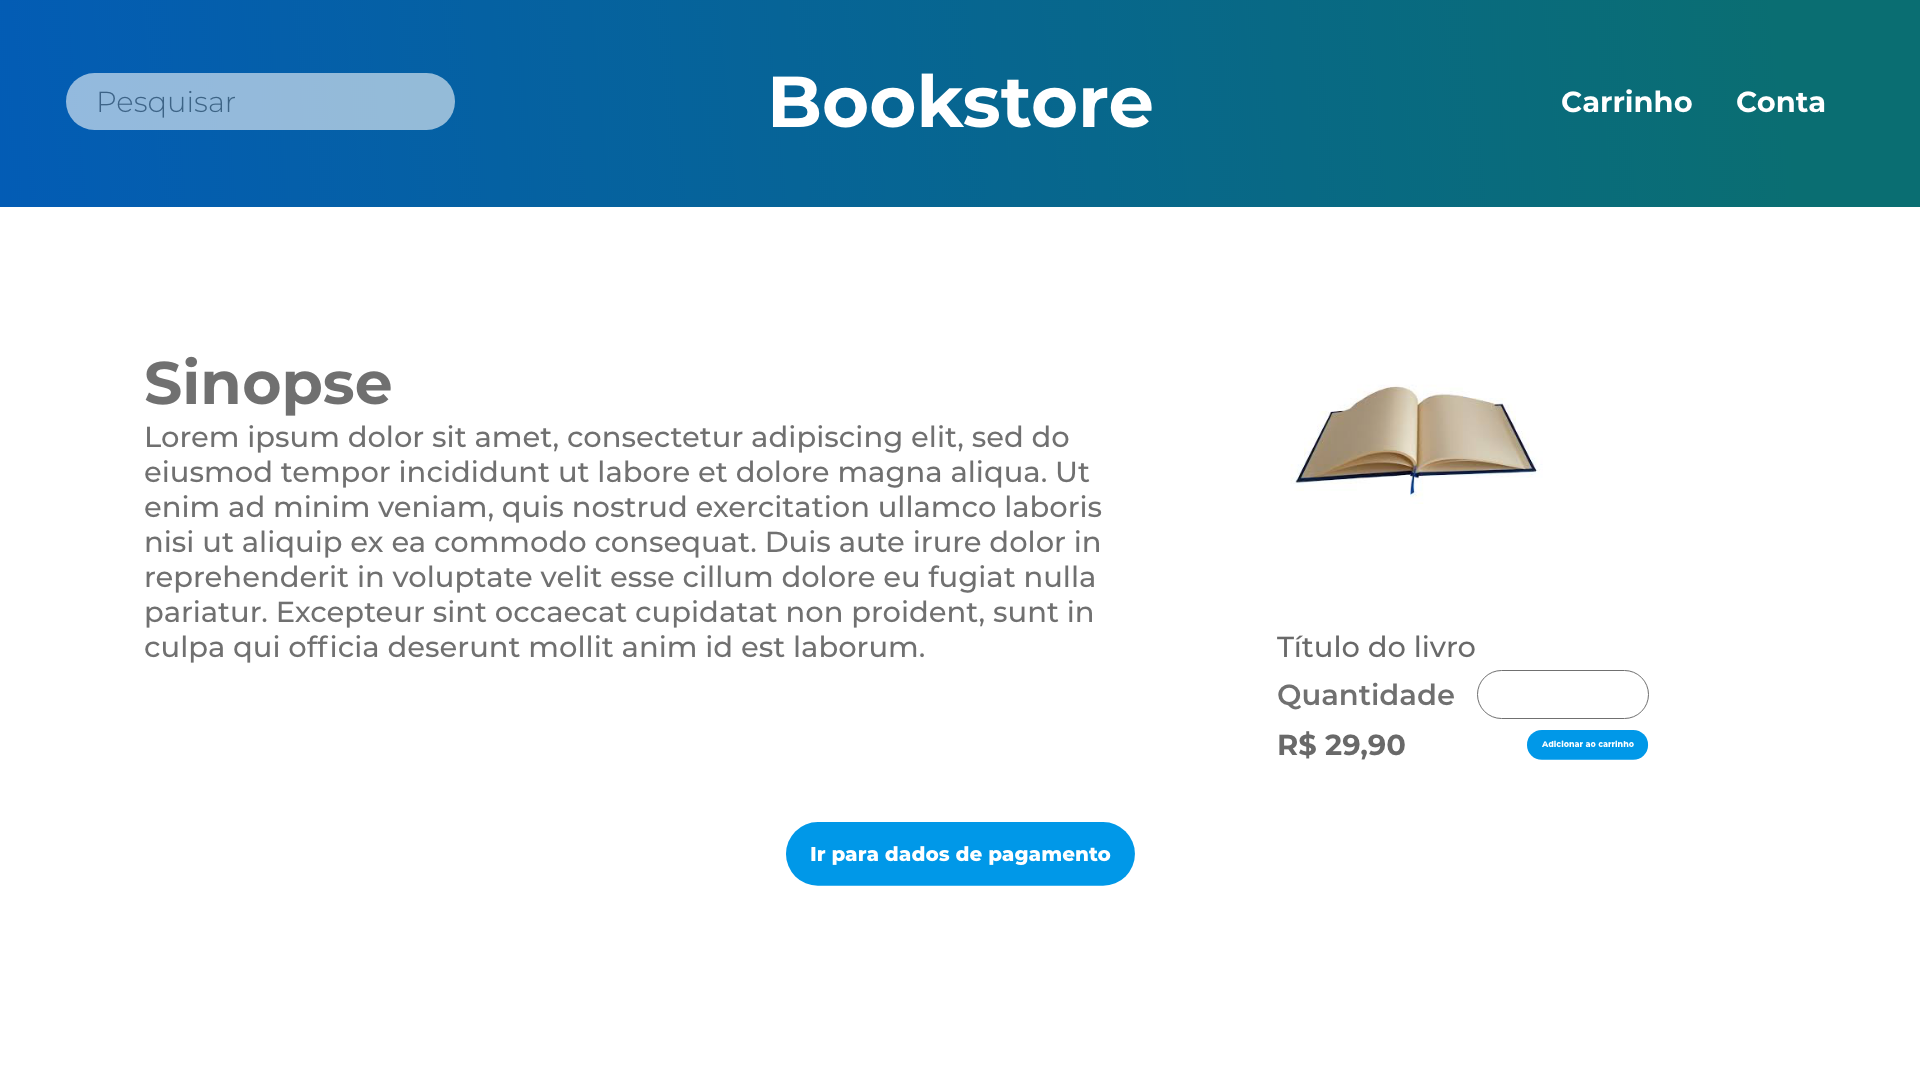 Pesquisar
Bookstore
Carrinho
Conta
Sinopse
Lorem ipsum dolor sit amet, consectetur adipiscing elit, sed do
eiusmod tempor incididunt ut labore et dolore magna aliqua. Ut
enim ad minim veniam, quis nostrud exercitation ullamco laboris
nisi ut aliquip ex ea commodo consequat. Duis aute irure dolor in
reprehenderit in voluptate velit esse cillum dolore eu fugiat nulla
pariatur. Excepteur sint occaecat cupidatat non proident, sunt in
culpa qui officia deserunt mollit anim id est laborum.
Título do livro
Quantidade
R$ 29,90
Adicionar ao carrinho
Ir para dados de pagamento